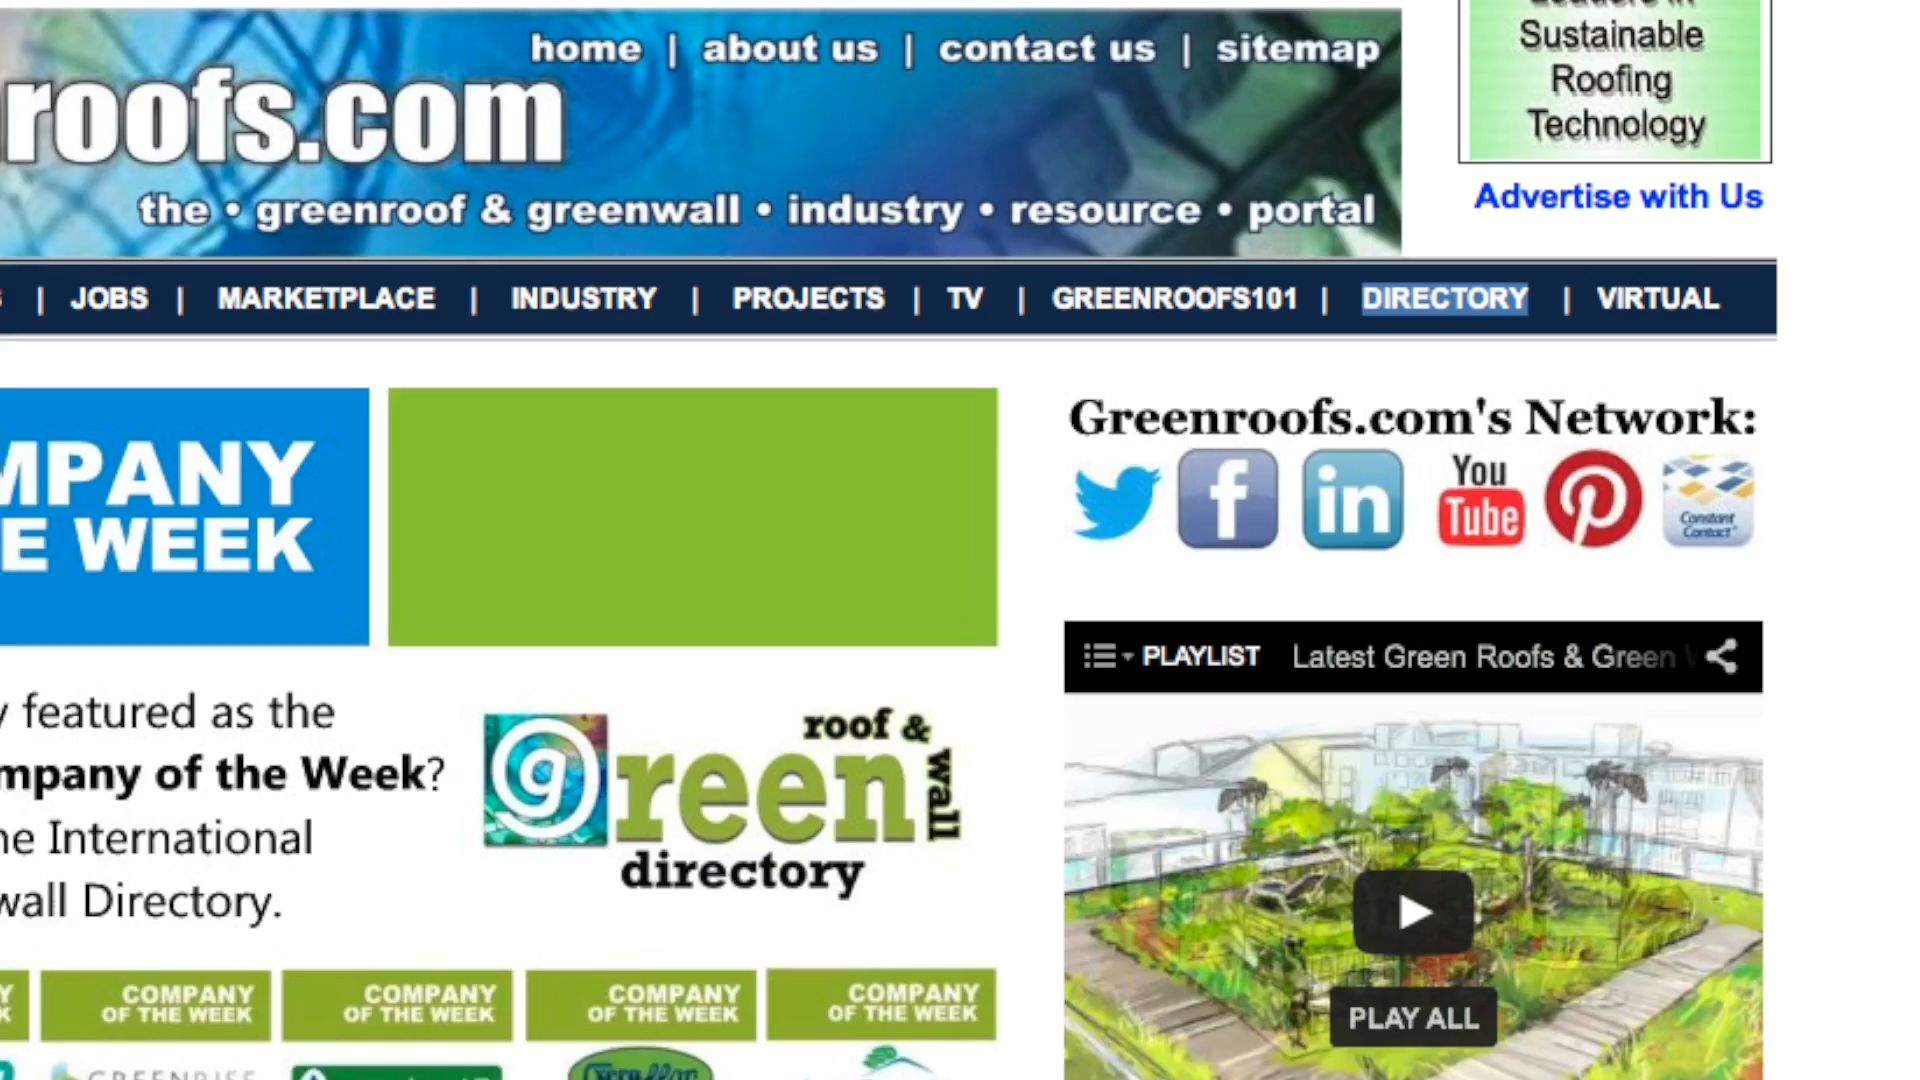 Sustainable
Roofing
Technology
Advertise with Us
home | about us | contact us | sitemap
roofs.com
the • greenroof & greenwall • industry • resource • portal
| JOBS | MARKETPLACE | INDUSTRY | PROJECTS | TV | GREENROOFS101 | DIRECTORY | VIRTUAL
MPANY
E WEEK
Greenroofs.com's Network:
f
in
You
Tube
Constant
Contact
PLAYLIST Latest Green Roofs & Green
featured as the
mpany of the Week?
ne International
wall Directory.
roof &
green
wall
directory
PLAY ALL
COMPANY
OF THE WEEK
COMPANY
OF THE WEEK
COMPANY
OF THE WEEK
COMPANY
OF THE WEEK
GREENRISE